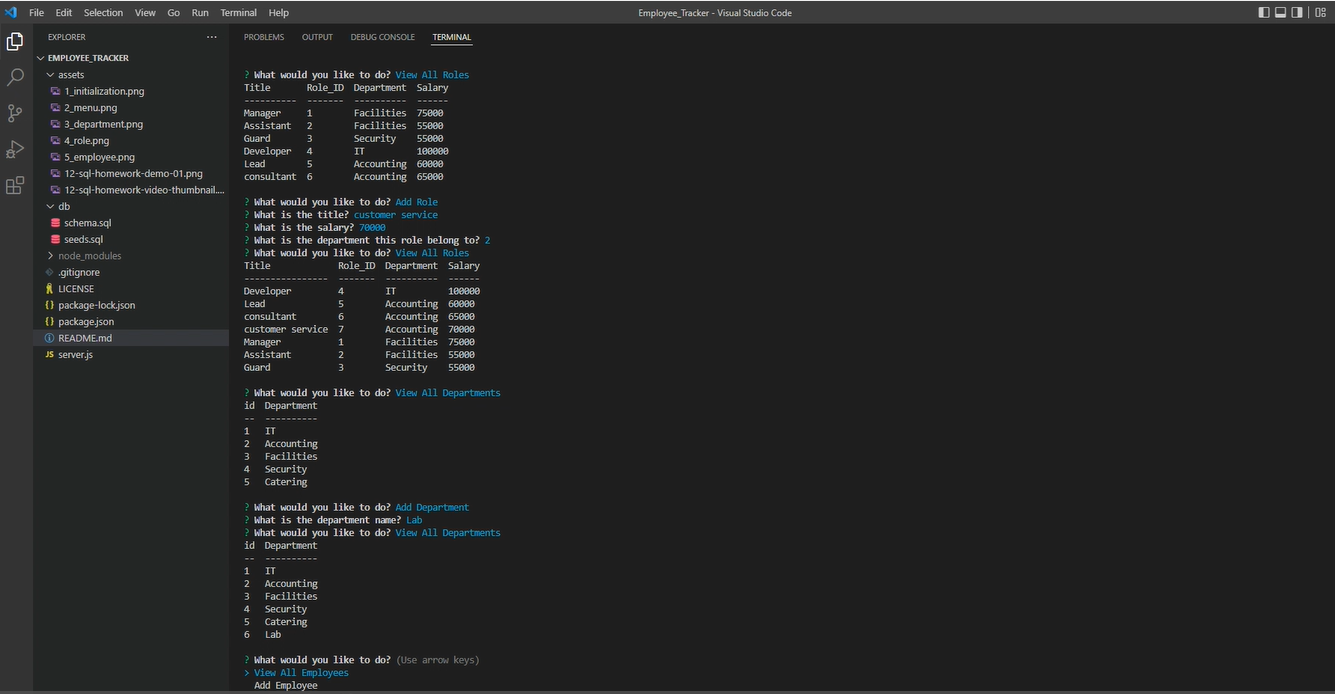 File Edit Selection View Go Run Terminal Help
Employee_Tracker - Visual Studio Code
EXPLORER
EMPLOYEE_TRACKER
assets
1_initialization.png
2_menu.png
3_department.png
4_role.png
5_employee.png
12-sql-homework-demo-01.png
12-sql-homework-video-thumbnail....
db
schema.sql
seeds.sql
node_modules
.gitignore
LICENSE
{} package-lock.json
{} package.json
README.md
JS server.js
PROBLEMS OUTPUT DEBUG CONSOLE TERMINAL
? What would you like to do? View All Roles
Title Role_ID Department Salary
---------- ------- ---------- ------
Manager 1 Facilities 75000
Assistant 2 Facilities 55000
Guard 3 Security 55000
Developer 4 IT 100000
Lead 5 Accounting 60000
consultant 6 Accounting 65000
? What would you like to do? Add Role
? What is the title? customer service
? What is the salary? 70000
? What is the department this role belong to? 2
? What would you like to do? View All Roles
Title Role_ID Department Salary
---------------- ------- ---------- ------
Developer 4 IT 100000
Lead 5 Accounting 60000
consultant 6 Accounting 65000
customer service 7 Accounting 70000
Manager 1 Facilities 75000
Assistant 2 Facilities 55000
Guard 3 Security 55000
? What would you like to do? View All Departments
id Department
-- ----------
1 IT
2 Accounting
3 Facilities
4 Security
5 Catering
? What would you like to do? Add Department
? What is the department name? Lab
? What would you like to do? View All Departments
id Department
-- ----------
1 IT
2 Accounting
3 Facilities
4 Security
5 Catering
6 Lab
? What would you like to do? (Use arrow keys)
> View All Employees
Add Employee